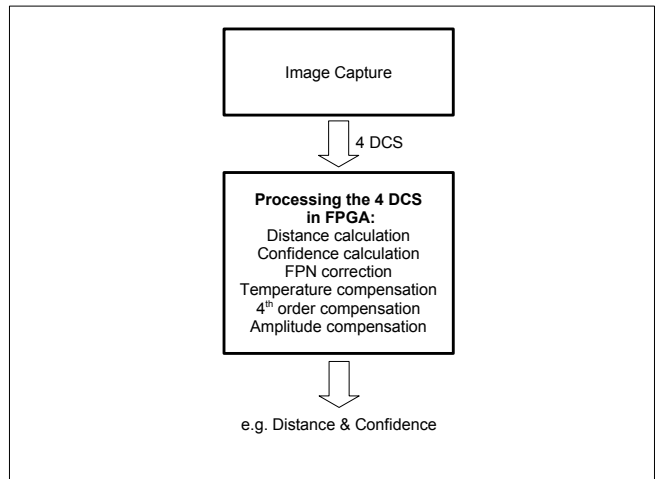 Image Capture
4 DCS
Processing the 4 DCS
in FPGA:
Distance calculation
Confidence calculation
FPN correction
Temperature compensation
4th order compensation
Amplitude compensation
e.g. Distance & Confidence